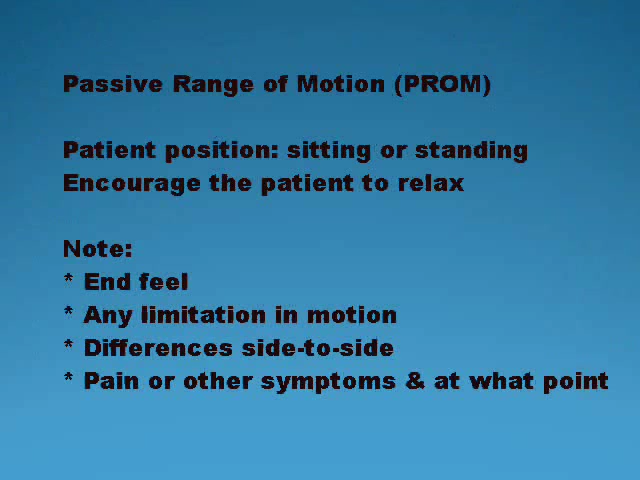 Passive Range of Motion (PROM)
Patient position: sitting or standing
Encourage the patient to relax
Note:
* End feel
* Any limitation in motion
* Differences side-to-side
* Pain or other symptoms & at what point